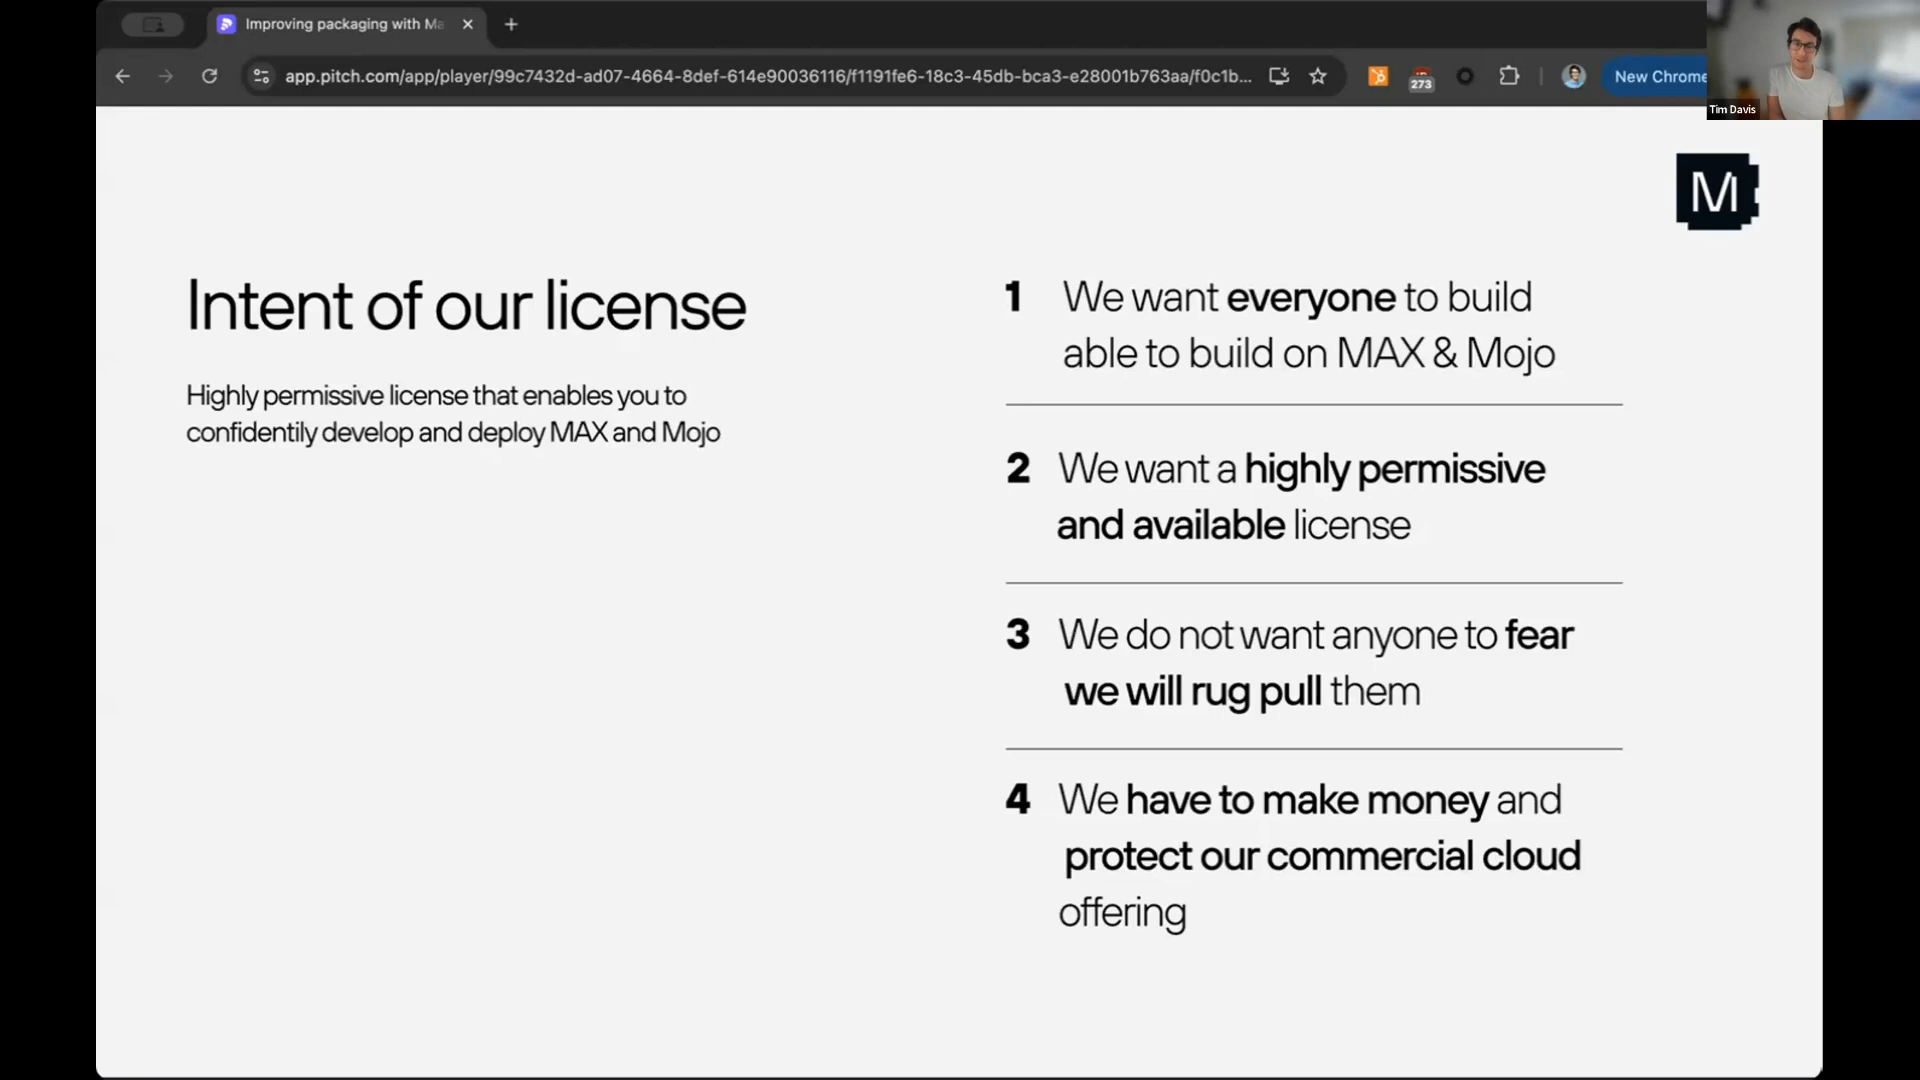 Improving packaging with Ma
app.pitch.com/app/player/99c7432d-ad07-4664-8def-614e90036116/f1191fe6-18c3-45db-bca3-e28001b763aa/f0c1b...
273
New Chrome
Tim Davis
M
Intent of our license
Highly permissive license that enables you to
confidentily develop and deploy MAX and Mojo
1 We want everyone to build
able to build on MAX & Mojo
2 We want a highly permissive
and available license
3 We do not want anyone to fear
we will rug pull them
4 We have to make money and
protect our commercial cloud
offering